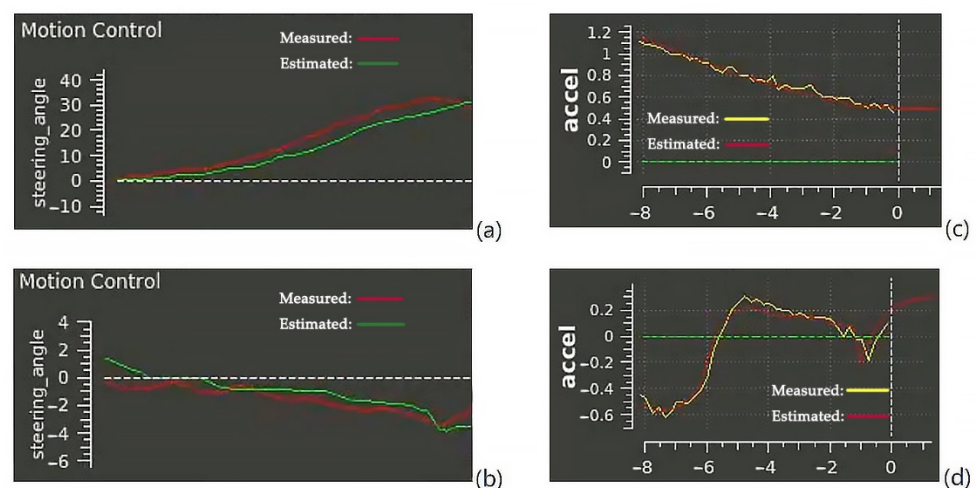 Motion Control
Measured:
Estimated:
steering_angle
40
30
20
10
0
−10
(a)
accel
1.2
1
0.8
0.6
0.4
0.2
0
Measured:
Estimated:
−8
−6
−4
−2
0
(c)
Motion Control
Measured:
Estimated:
steering_angle
4
2
0
−2
−4
−6
(b)
accel
0.2
0
−0.2
−0.4
−0.6
Measured:
Estimated:
−8
−6
−4
−2
0
(d)